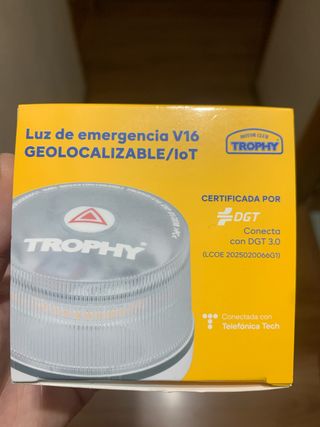 Luz de emergencia V16
GEOLOCALIZABLE/IoT
MOTOR CLUB
TROPHY
CERTIFICADA POR
DGT
Conecta
con DGT 3.0
(LCOE 2025020066G1)
TROPHY
Conectada con
Telefónica Tech